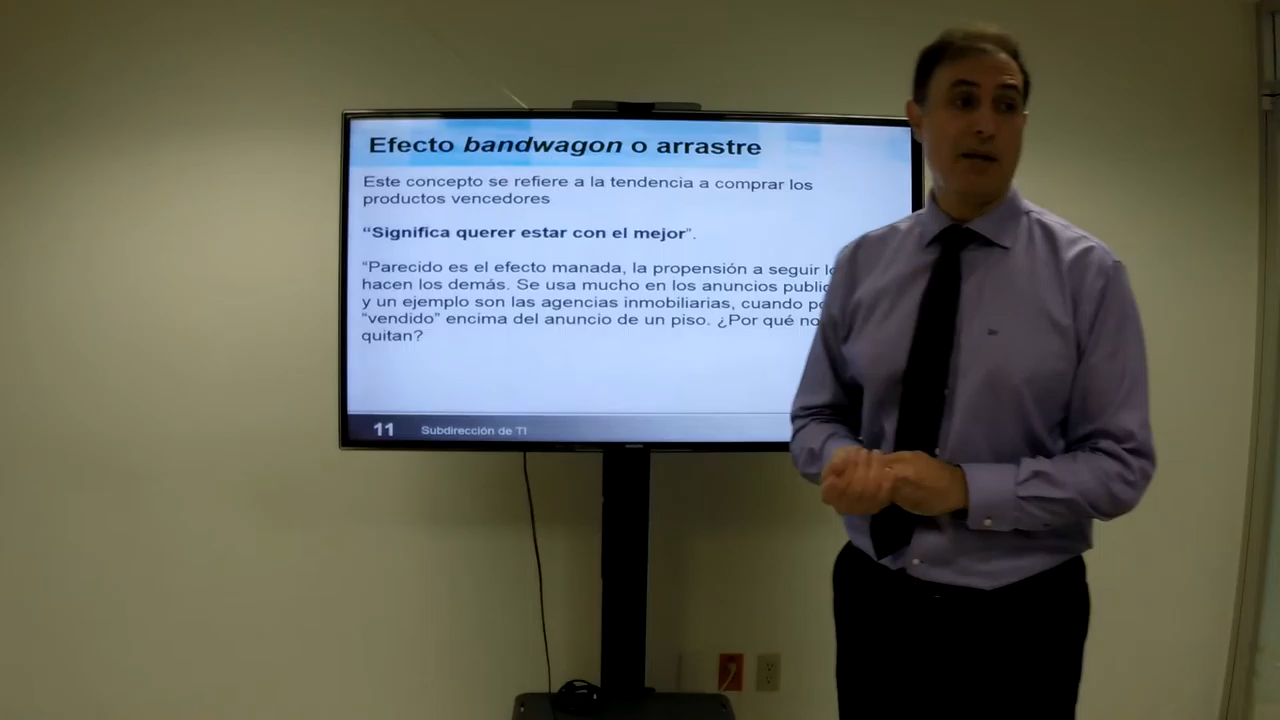 Efecto bandwagon o arrastre
Este concepto se refiere a la tendencia a comprar los
productos vencedores
“Significa querer estar con el mejor”.
“Parecido es el efecto manada, la propensión a seguir
hacen los demás. Se usa mucho en los anuncios
y un ejemplo son las agencias inmobiliarias, cuando
“vendido” encima del anuncio de un piso. ¿Por qué no
quitan?
11 Subdirección de TI